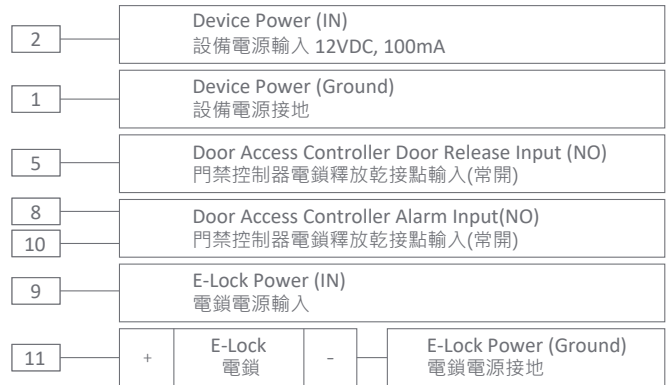 2
Device Power (IN)
設備電源輸入 12VDC, 100mA
1
Device Power (Ground)
設備電源接地
5
Door Access Controller Door Release Input (NO)
門禁控制器電鎖釋放乾接點輸入(常開)
8
10
Door Access Controller Alarm Input(NO)
門禁控制器電鎖釋放乾接點輸入(常開)
9
E-Lock Power (IN)
電鎖電源輸入
11
+
E-Lock
電鎖
-
E-Lock Power (Ground)
電鎖電源接地